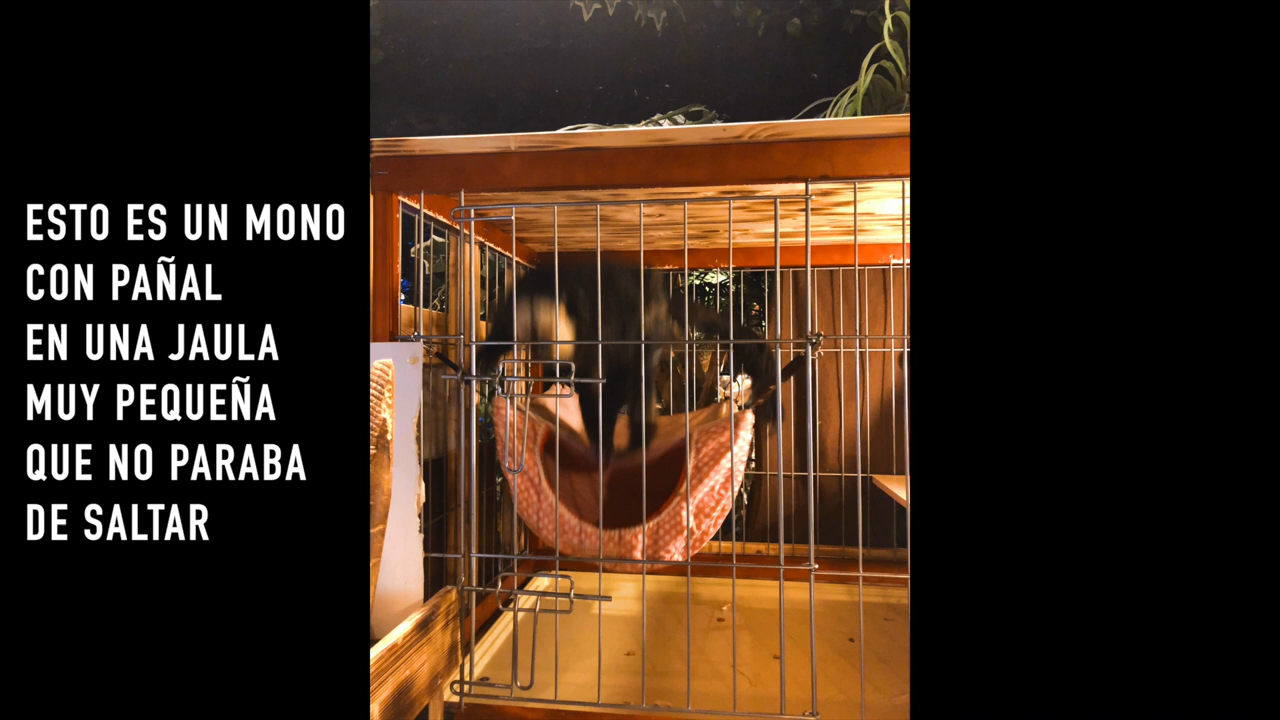 ESTO ES UN MONO
CON PAÑAL
EN UNA JAULA
MUY PEQUEÑA
QUE NO PARABA
DE SALTAR